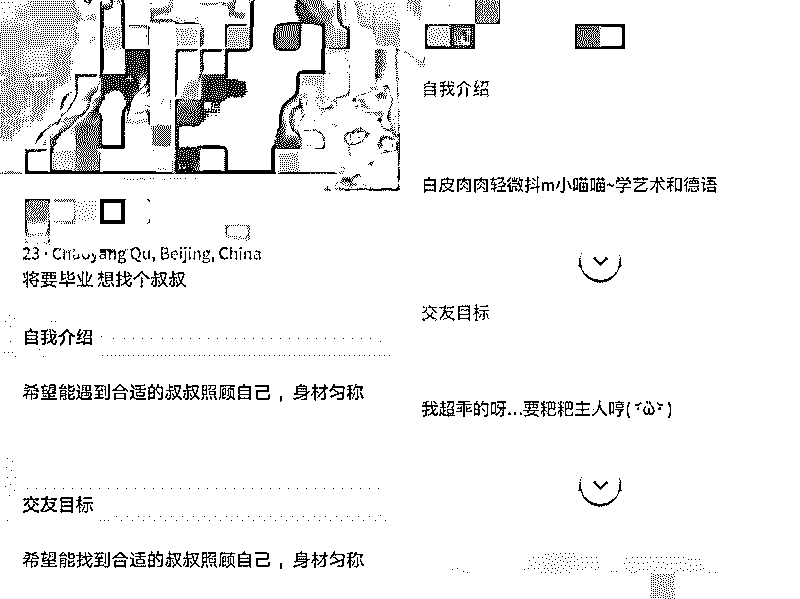 23 · Chaoyang Qu, Beijing, China
将要毕业 想找个叔叔
自我介绍
希望能遇到合适的叔叔照顾自己，身材匀称
交友目标
希望能找到合适的叔叔照顾自己，身材匀称
自我介绍
白皮肉肉轻微抖m小喵喵~学艺术和德语
交友目标
我超乖的呀...要粑粑主人哼(˘ω˘)